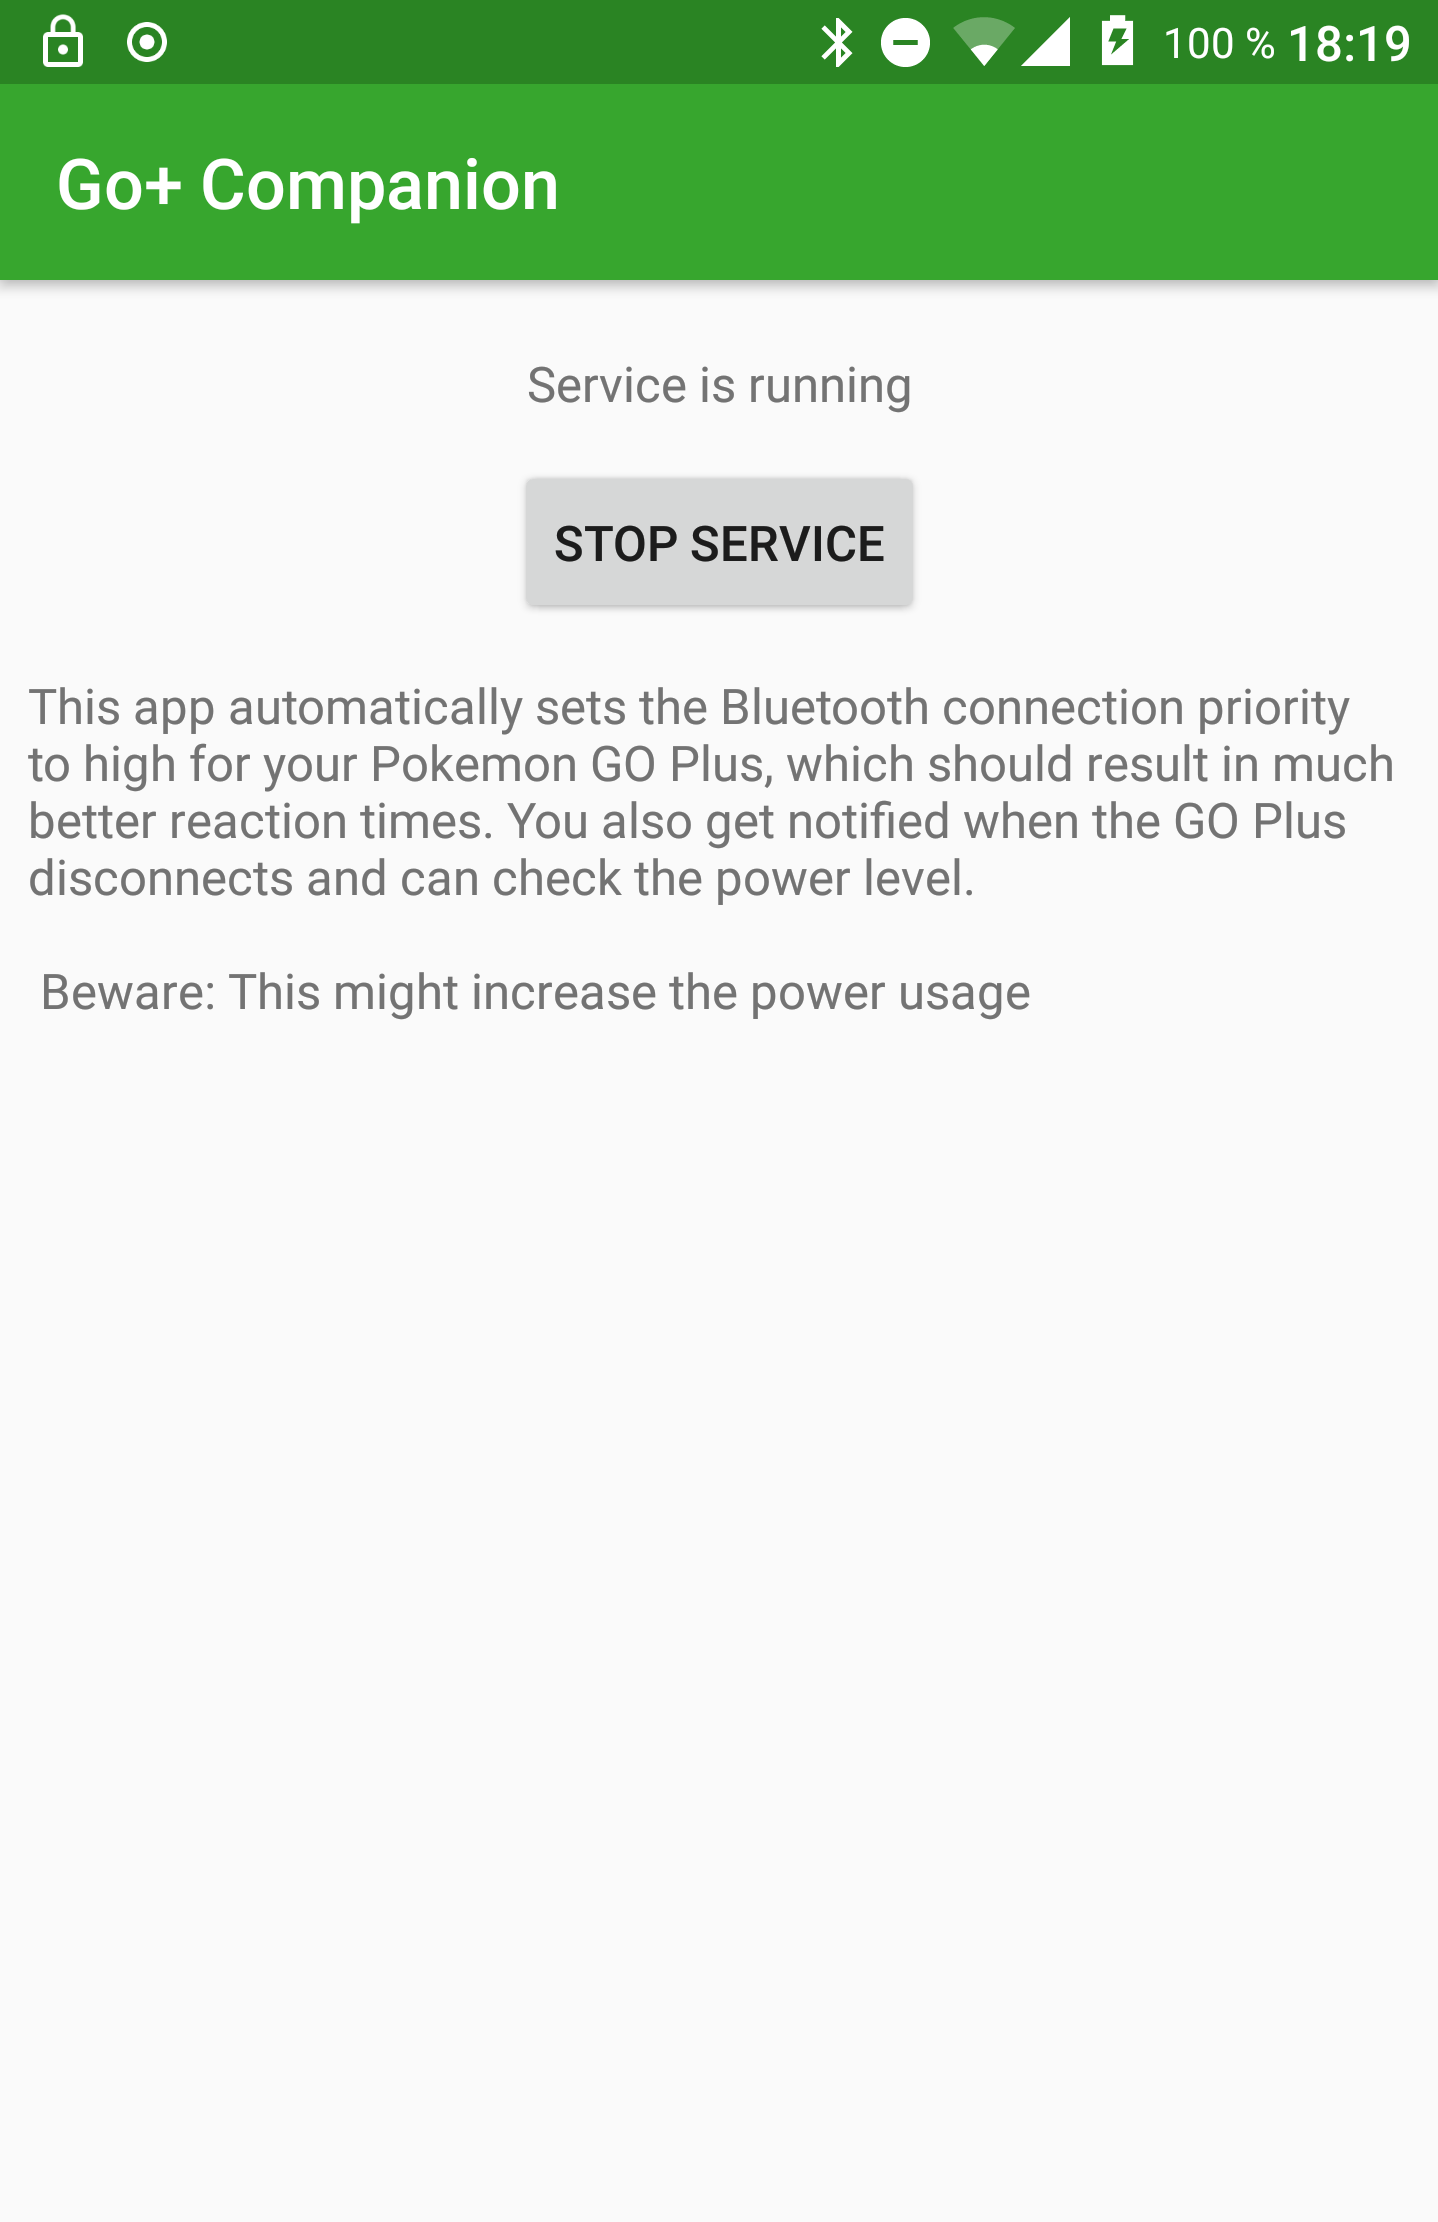 100 % 18:19
Go+ Companion
Service is running
STOP SERVICE
This app automatically sets the Bluetooth connection priority
to high for your Pokemon GO Plus, which should result in much
better reaction times. You also get notified when the GO Plus
disconnects and can check the power level.
Beware: This might increase the power usage